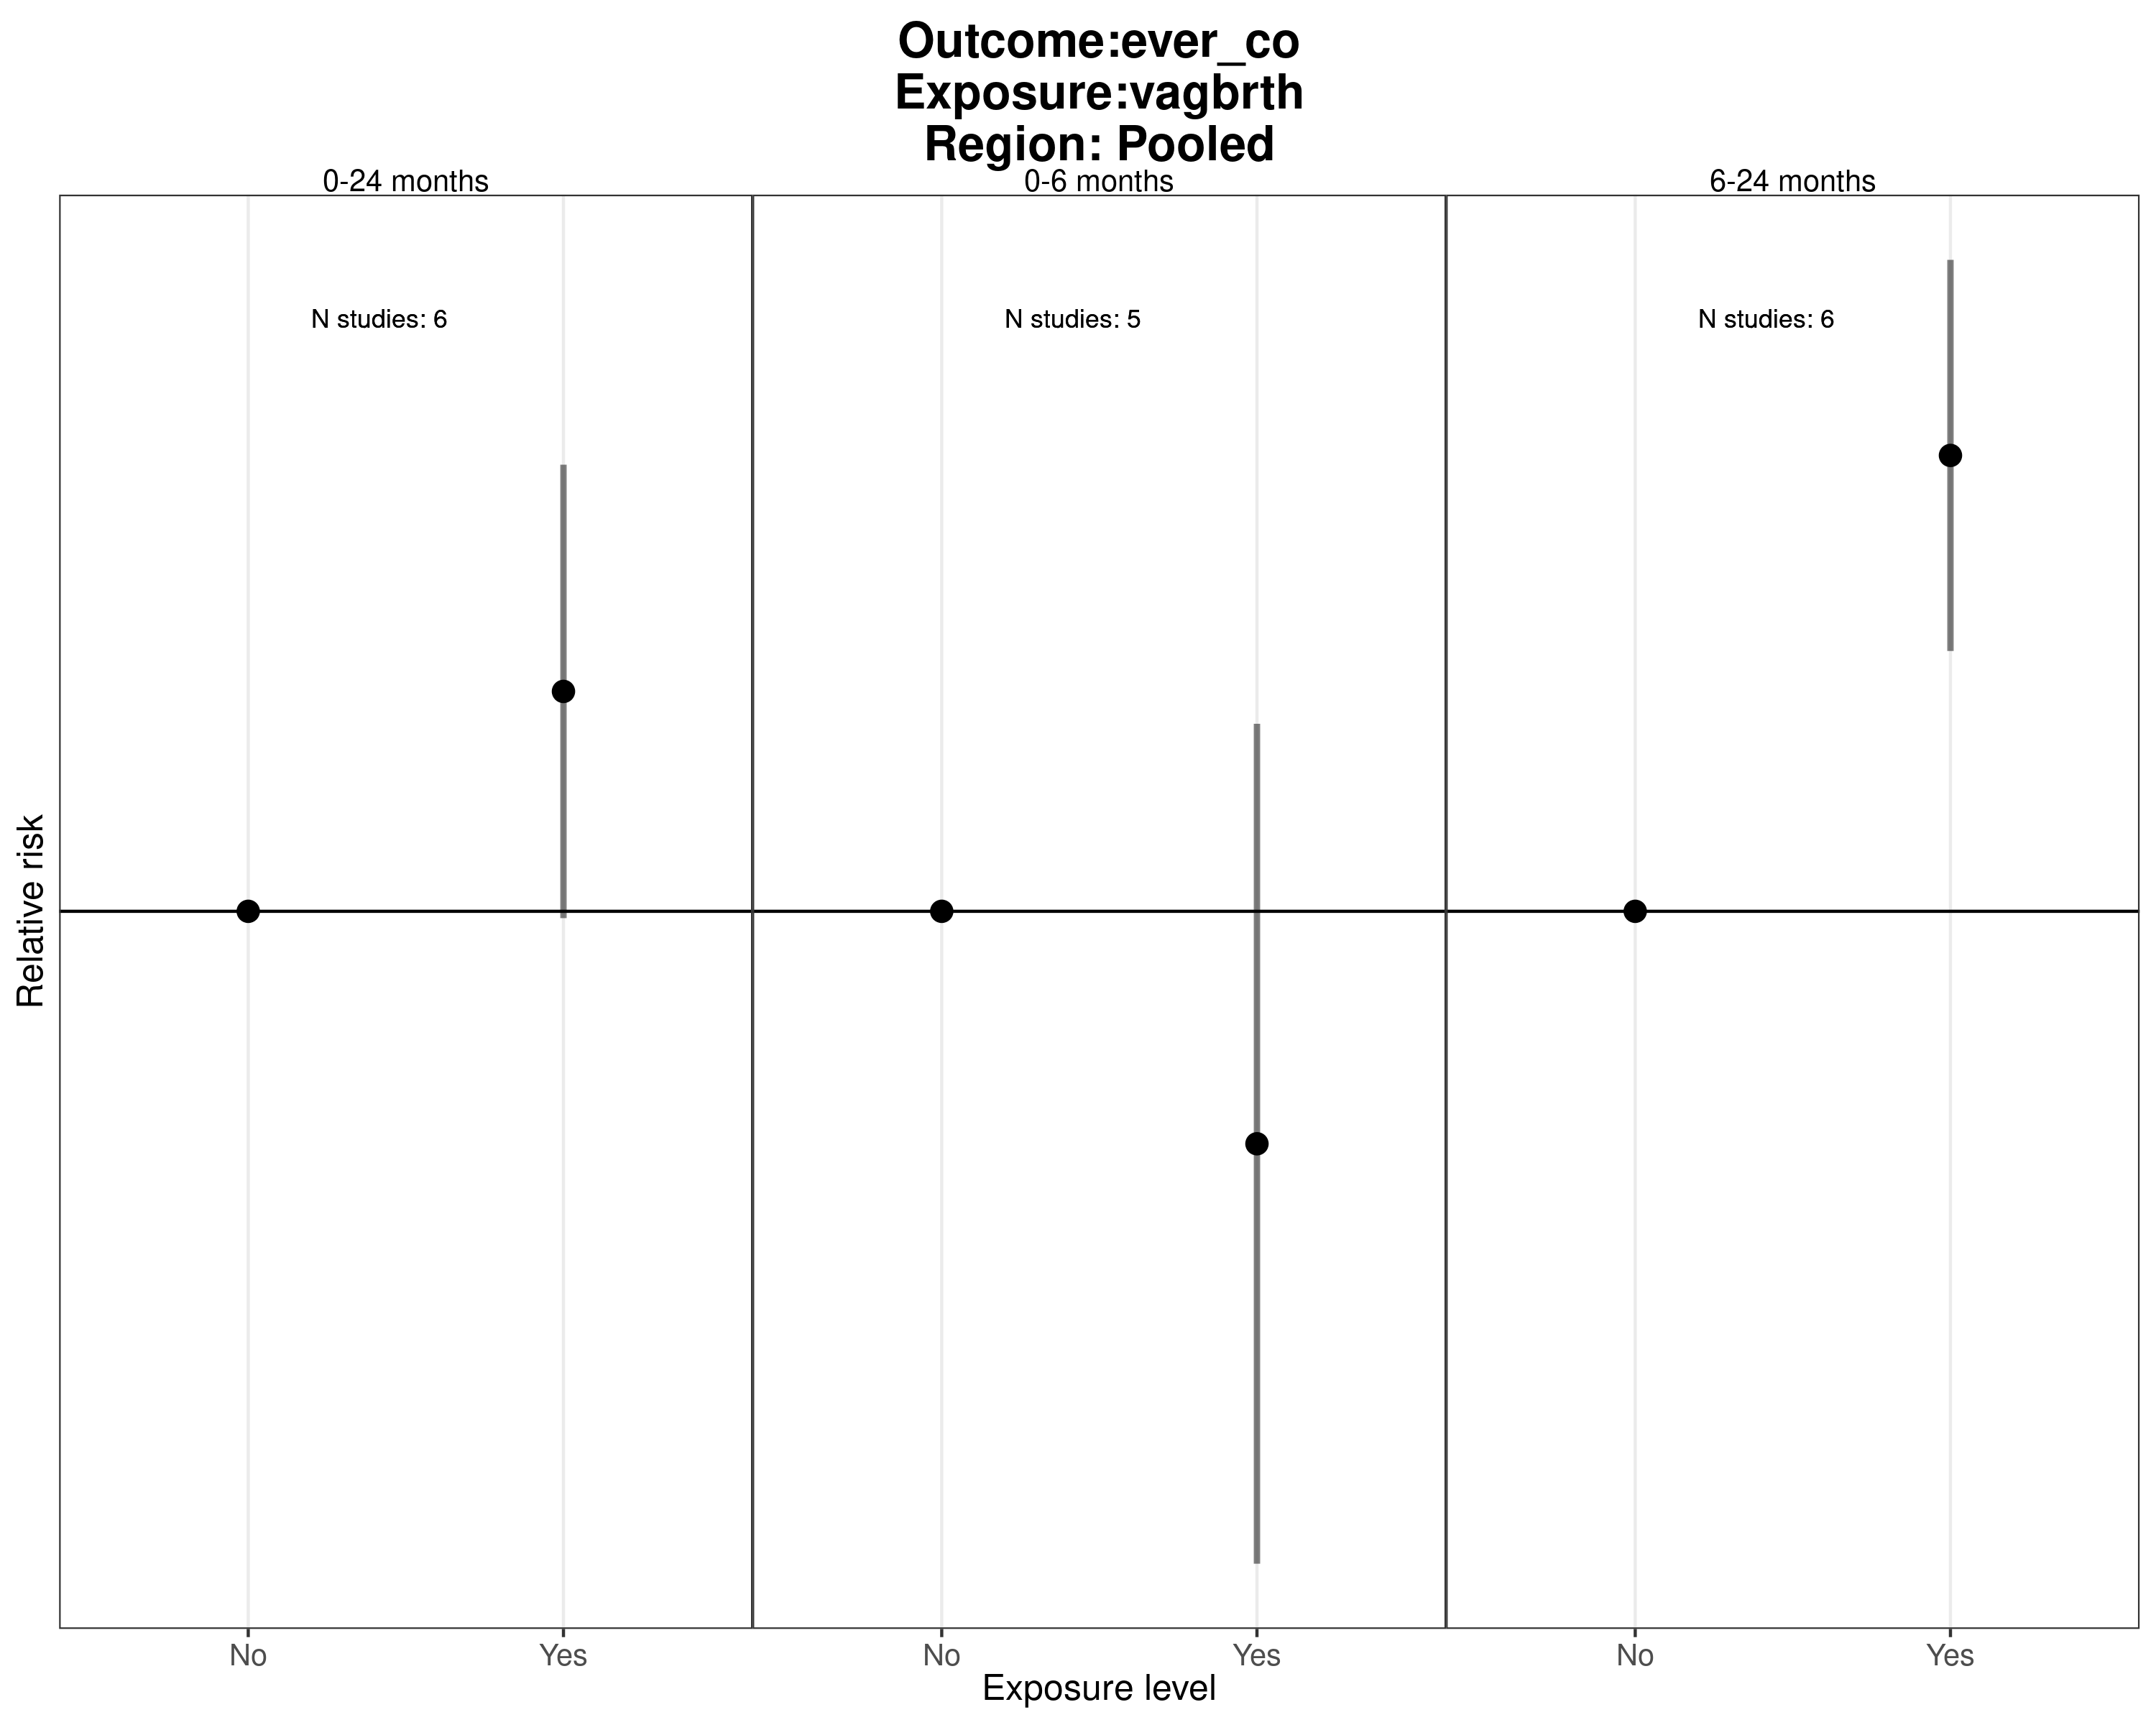 Outcome:ever_co
Exposure:vagbrth
Region: Pooled
0-24 months
0-6 months
6-24 months
N studies: 6
N studies: 5
N studies: 6
Relative risk
No
Yes
No
Yes
No
Yes
Exposure level